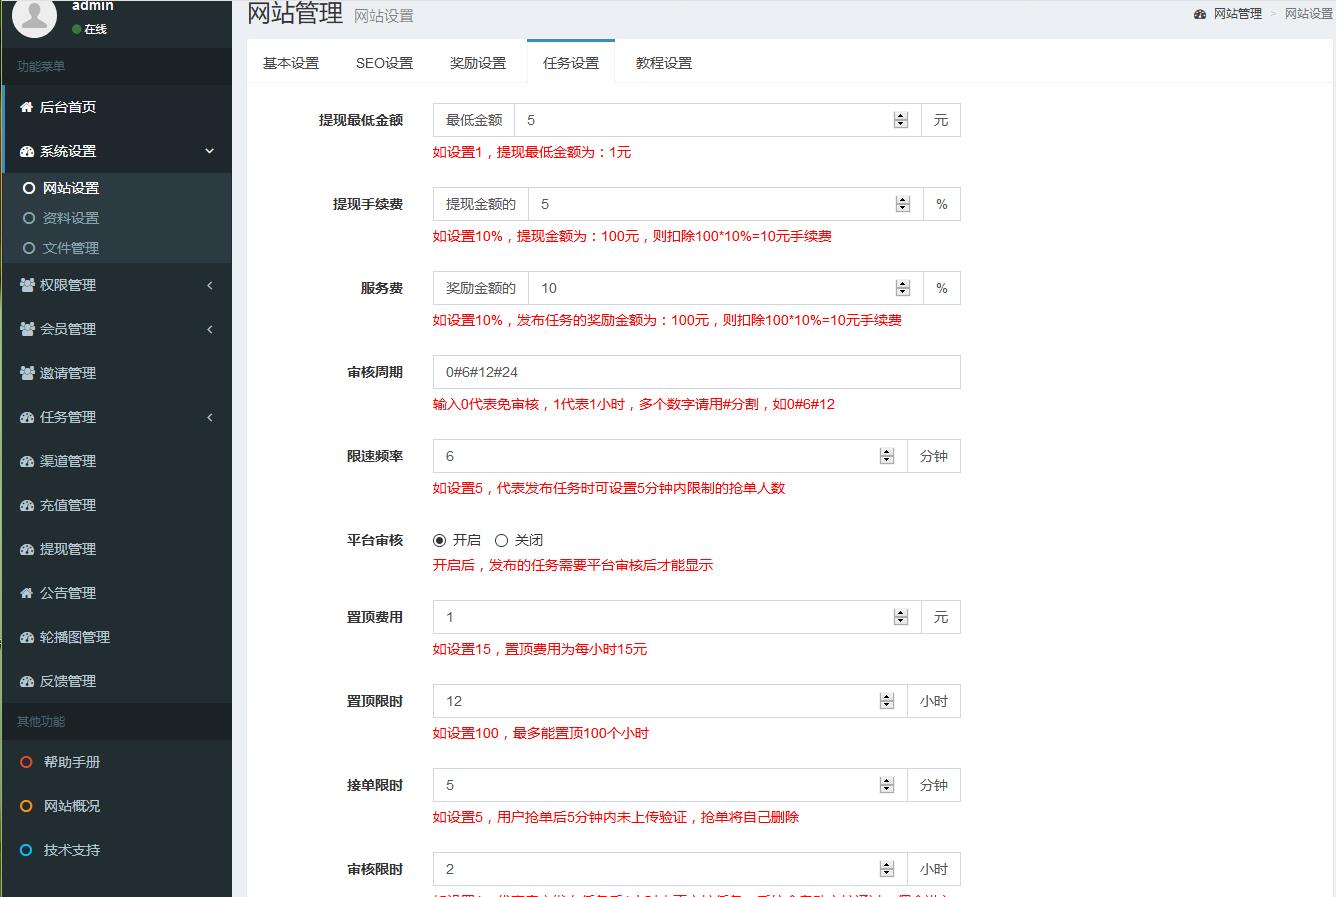 admin
在线
功能菜单
后台首页
系统设置
网站设置
资料设置
文件管理
权限管理
会员管理
邀请管理
任务管理
渠道管理
充值管理
提现管理
公告管理
轮播图管理
反馈管理
其他功能
帮助手册
网站概况
技术支持
网站管理 网站设置
网站管理 > 网站设置
基本设置 SEO设置 奖励设置 任务设置 教程设置
提现最低金额 最低金额 5 元
如设置1，提现最低金额为：1元
提现手续费 提现金额的 5 %
如设置10%，提现金额为：100元，则扣除100*10%=10元手续费
服务费 奖励金额的 10 %
如设置10%，发布任务的奖励金额为：100元，则扣除100*10%=10元手续费
审核周期 0#6#12#24
输入0代表免审核，1代表1小时，多个数字请用#分割，如0#6#12
限速频率 6 分钟
如设置5，代表发布任务时可设置5分钟内限制的抢单人数
平台审核 开启 关闭
开启后，发布的任务需要平台审核后才能显示
置顶费用 1 元
如设置15，置顶费用为每小时15元
置顶限时 12 小时
如设置100，最多能置顶100个小时
接单限时 5 分钟
如设置5，用户抢单后5分钟内未上传验证，抢单将自己删除
审核限时 2 小时